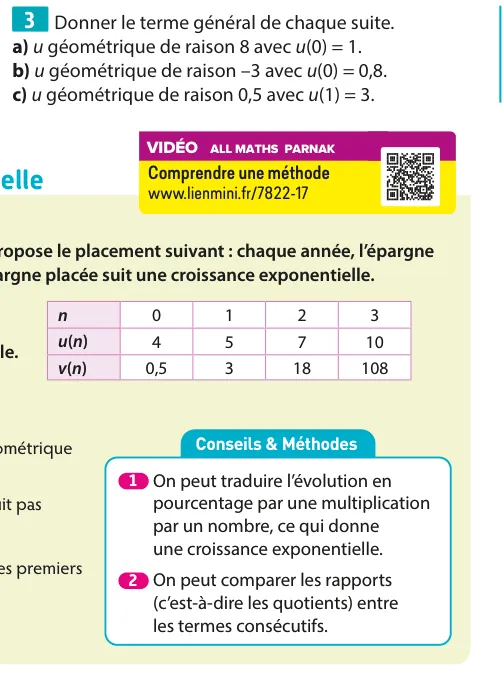 3 Donner le terme général de chaque suite.
a) u géométrique de raison 8 avec u(0) = 1.
b) u géométrique de raison –3 avec u(0) = 0,8.
c) u géométrique de raison 0,5 avec u(1) = 3.
VIDÉO ALL MATHS PARNAK
Comprendre une méthode
www.lienmini.fr/7822-17
elle
ropose le placement suivant : chaque année, l'épargne
argne placée suit une croissance exponentielle.
n 0 1 2 3
u(n) 4 5 7 10
v(n) 0,5 3 18 108
le.
ométrique
uit pas
es premiers
Conseils & Méthodes
1 On peut traduire l'évolution en
pourcentage par une multiplication
par un nombre, ce qui donne
une croissance exponentielle.
2 On peut comparer les rapports
(c'est-à-dire les quotients) entre
les termes consécutifs.